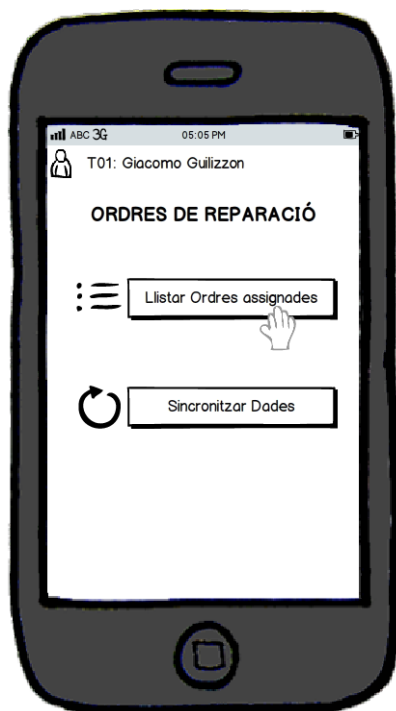 ABC 3G 05:05 PM
T01: Giacomo Guilizzon
ORDRES DE REPARACIÓ
Llistar Ordres assignades
Sincronitzar Dades